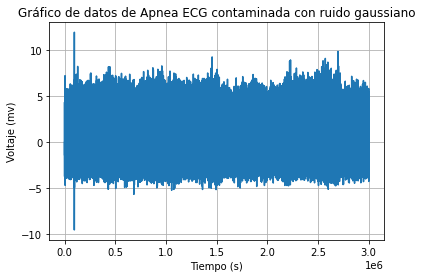 Gráfico de datos de Apnea ECG contaminada con ruido gaussiano
Voltaje (mv)
10
5
0
−5
−10
0.0 0.5 1.0 1.5 2.0 2.5 3.0
1e6
Tiempo (s)